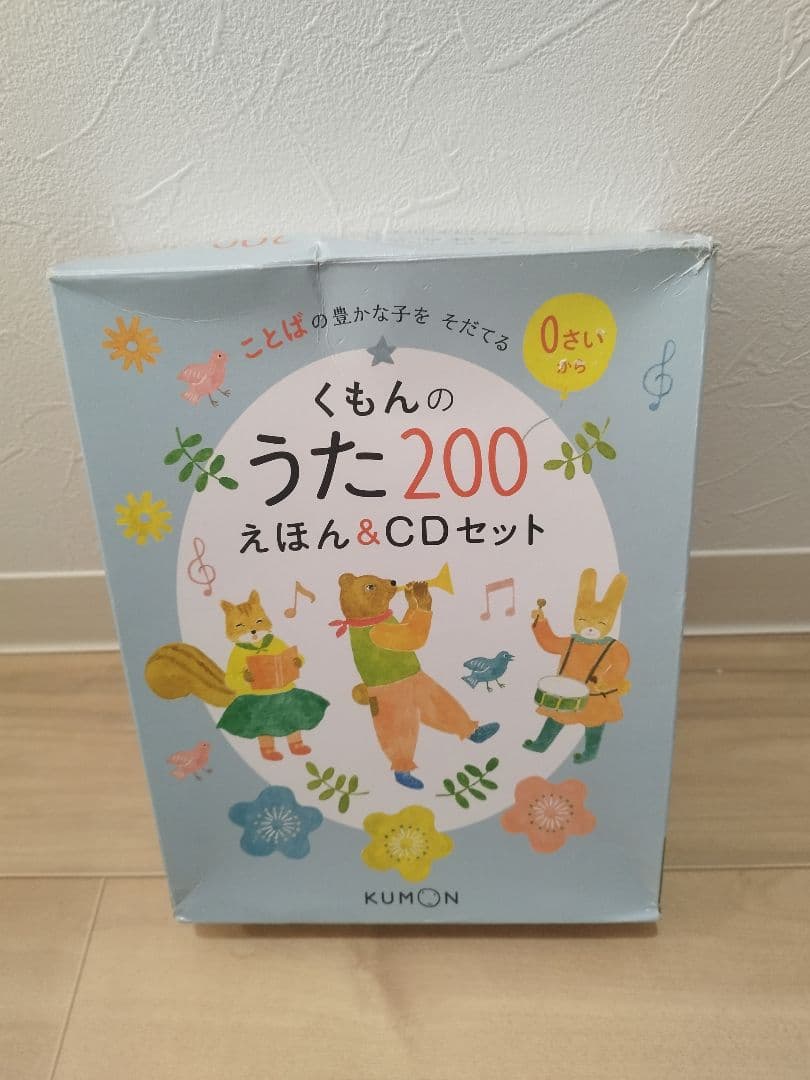 ことばの豊かな子を そだてる
0さい
から
くもんの
うた200
えほん&CDセット
KUMON